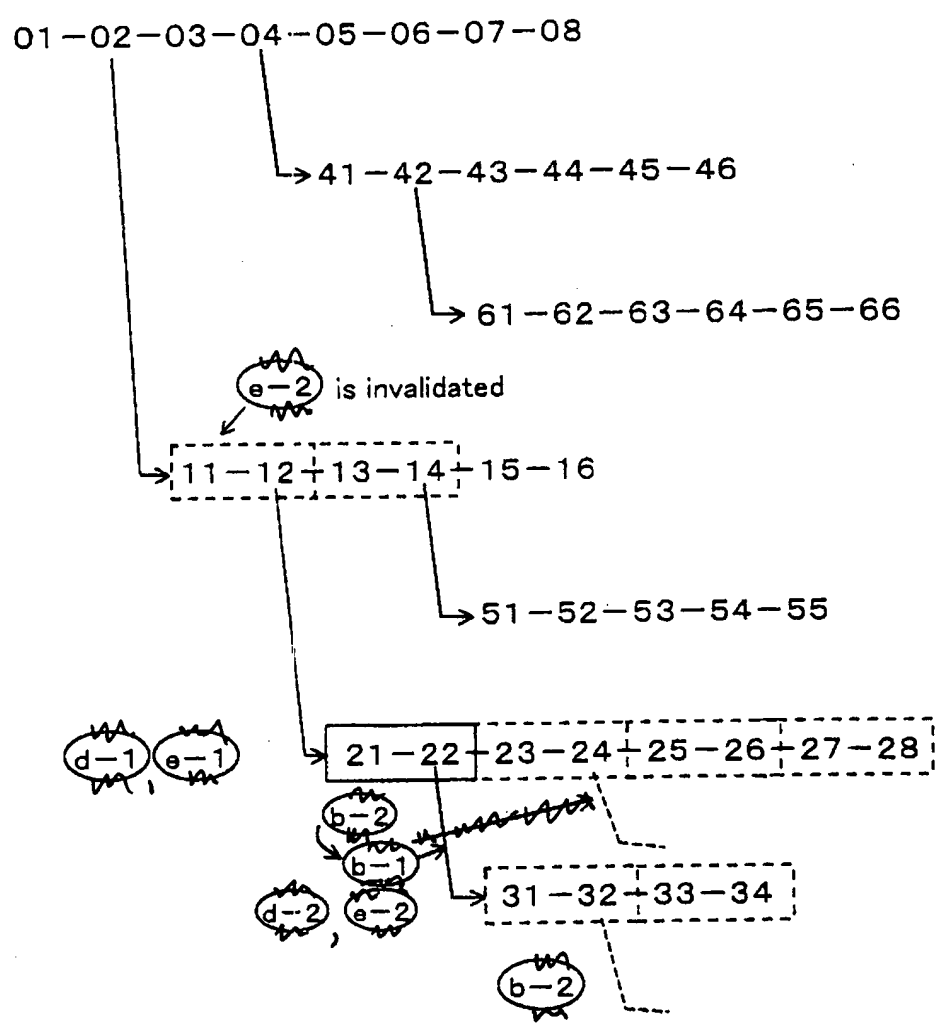 01-02-03-04-05-06-07-08
41-42-43-44-45-46
61-62-63-64-65-66
e-2 is invalidated
11-12-13-14-15-16
51-52-53-54-55
d-1, e-1 21-22-23-24-25-26-27-28
b-2
b-1
31-32-33-34
d-2, e-2
b-2